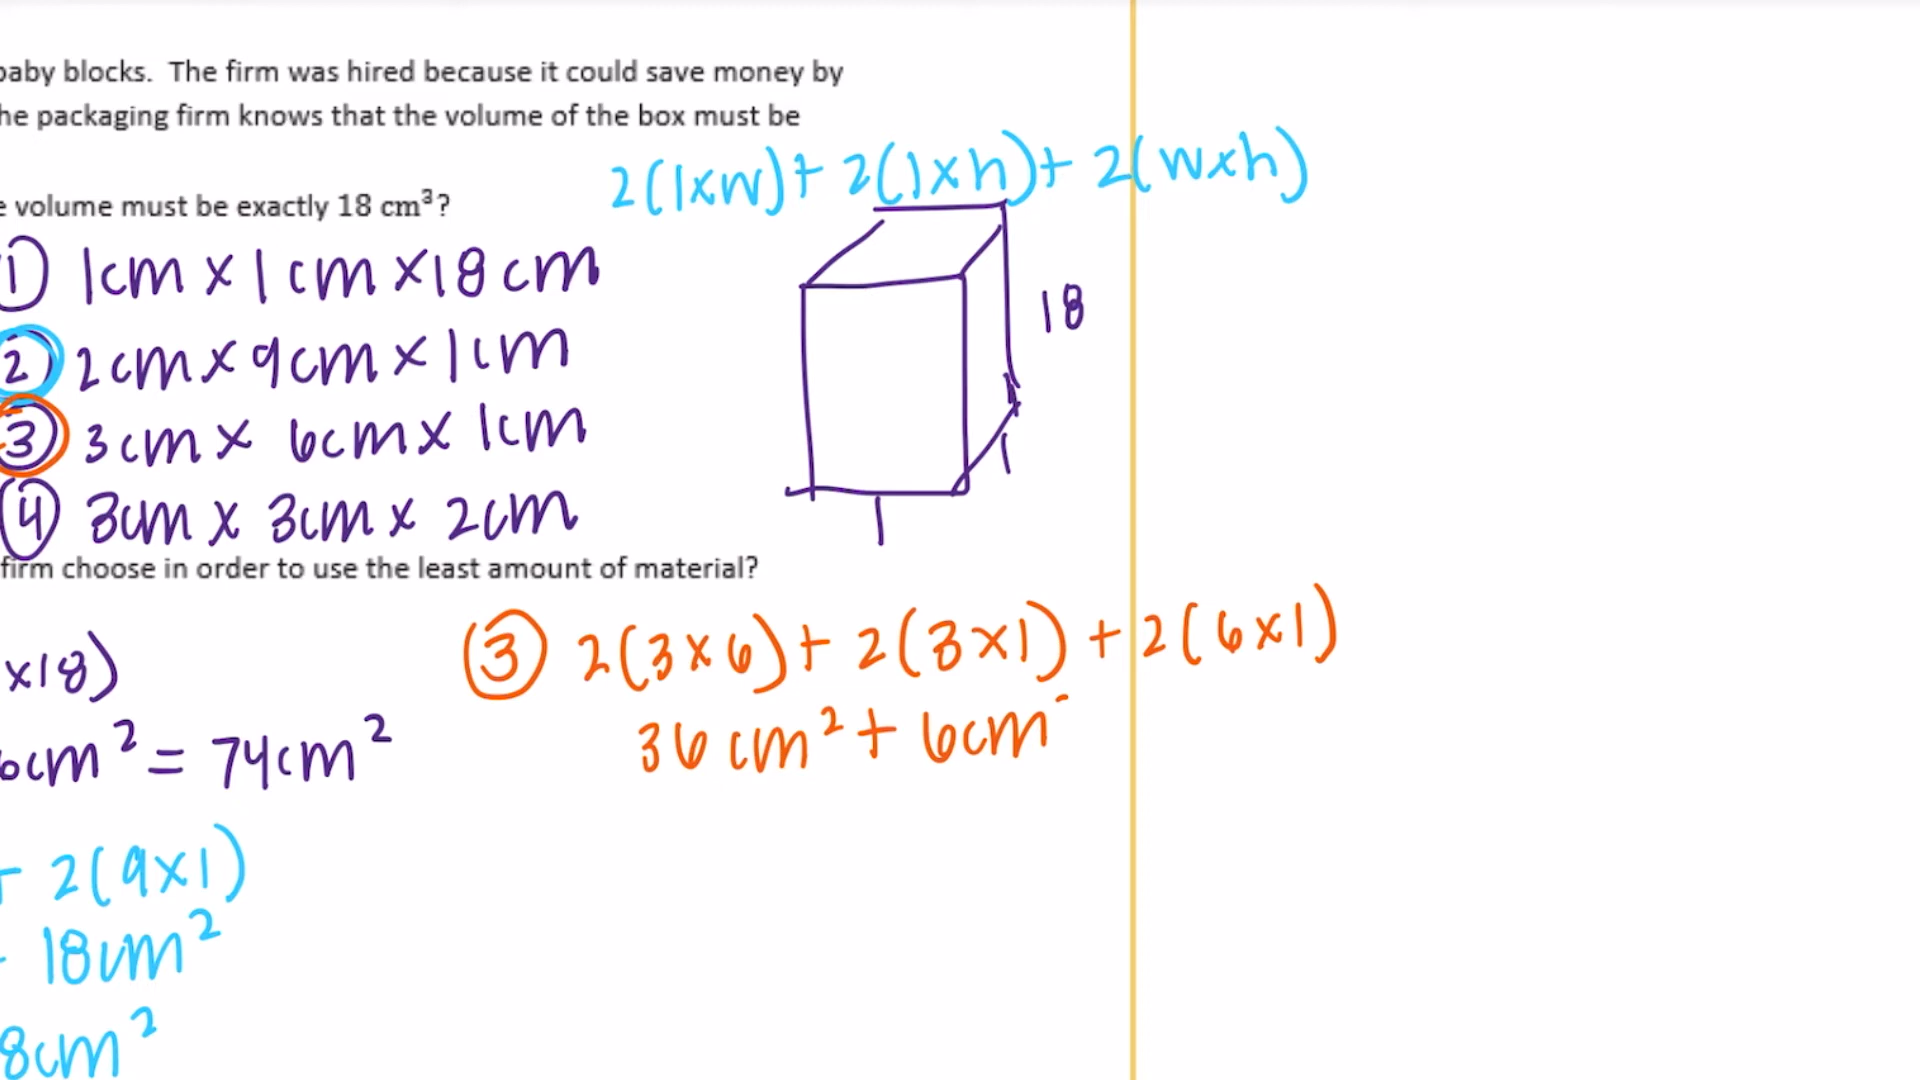 baby blocks. The firm was hired because it could save money by
he packaging firm knows that the volume of the box must be
2(l×w)+ 2(l×h)+ 2(w×h)
e volume must be exactly 18 cm³?
① 1cm × 1cm × 18cm
② 2cm × 9cm × 1cm
③ 3cm × 6cm × 1cm
④ 3cm × 3cm × 2cm
18
1
1
firm choose in order to use the least amount of material?
③ 2(3×6)+ 2(3×1) + 2(6×1)
×18)
36cm² + 6cm
6cm² = 74cm²
+ 2(9×1)
18cm²
8cm²